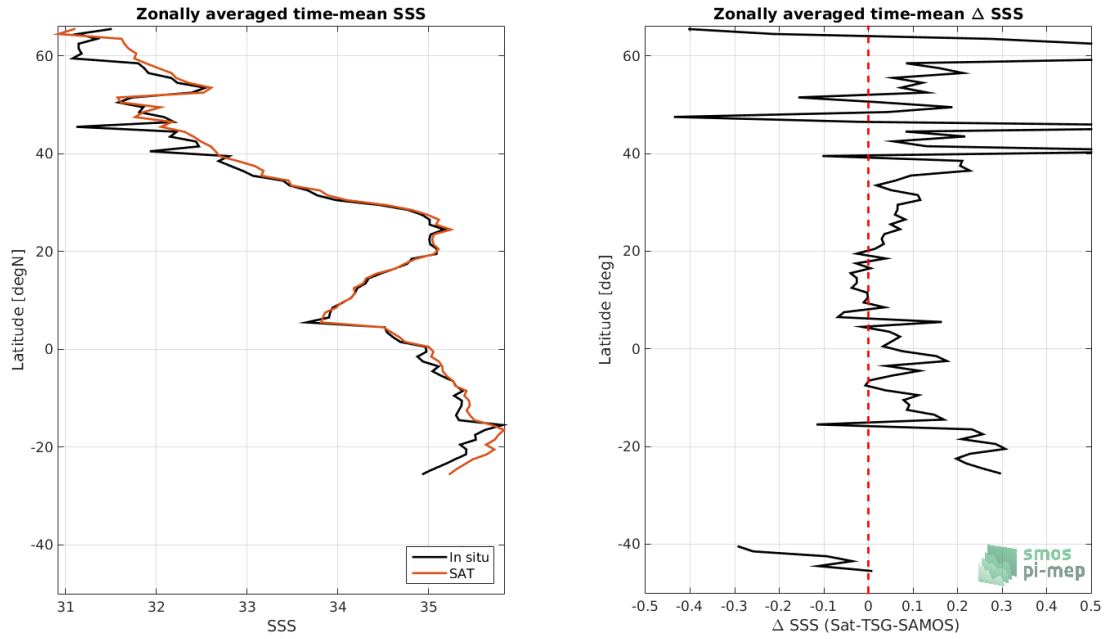 Zonally averaged time-mean SSS
60
40
20
0
-20
-40
Latitude [degN]
31
32
33
34
35
SSS
In situ
SAT
Zonally averaged time-mean Δ SSS
60
40
20
0
-20
-40
Latitude [deg]
-0.5
-0.4
-0.3
-0.2
-0.1
0
0.1
0.2
0.3
0.4
0.5
Δ SSS (Sat-TSG-SAMOS)
smos
pi-mep